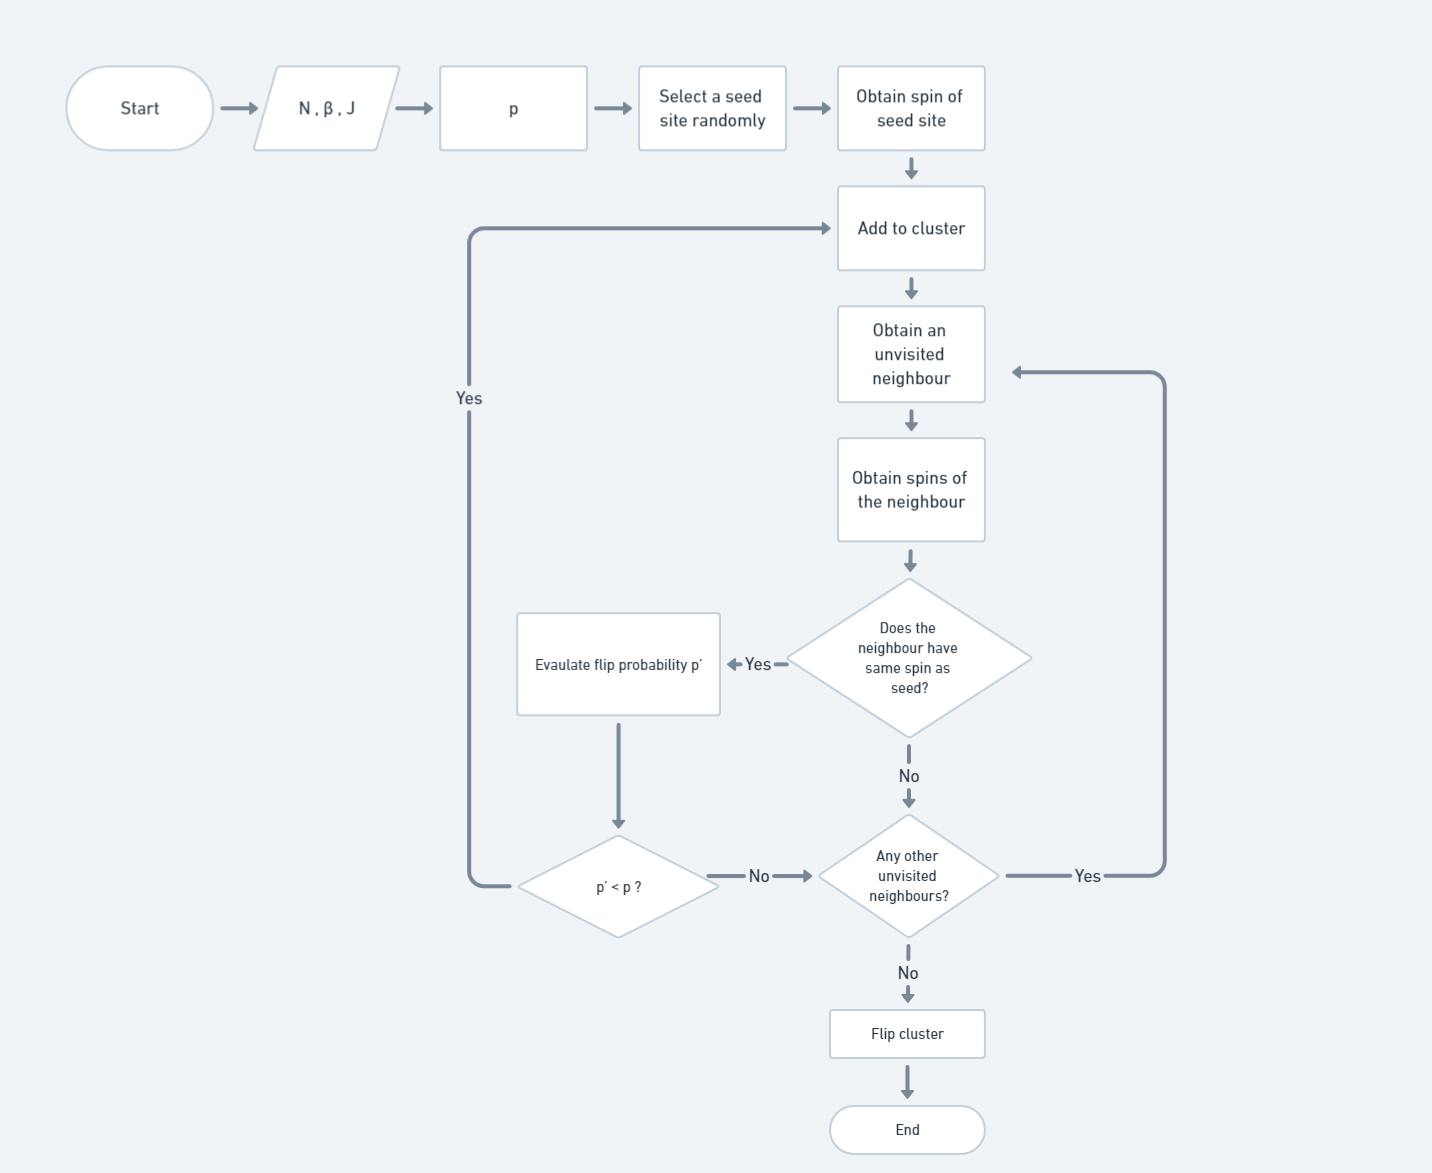 Start
N , β , J
p
Select a seed
site randomly
Obtain spin of
seed site
Add to cluster
Obtain an
unvisited
neighbour
Yes
Obtain spins of
the neighbour
Does the
neighbour have
same spin as
seed?
Yes
Evaulate flip probability p’
No
p’ < p ?
No
Any other
unvisited
neighbours?
Yes
No
Flip cluster
End